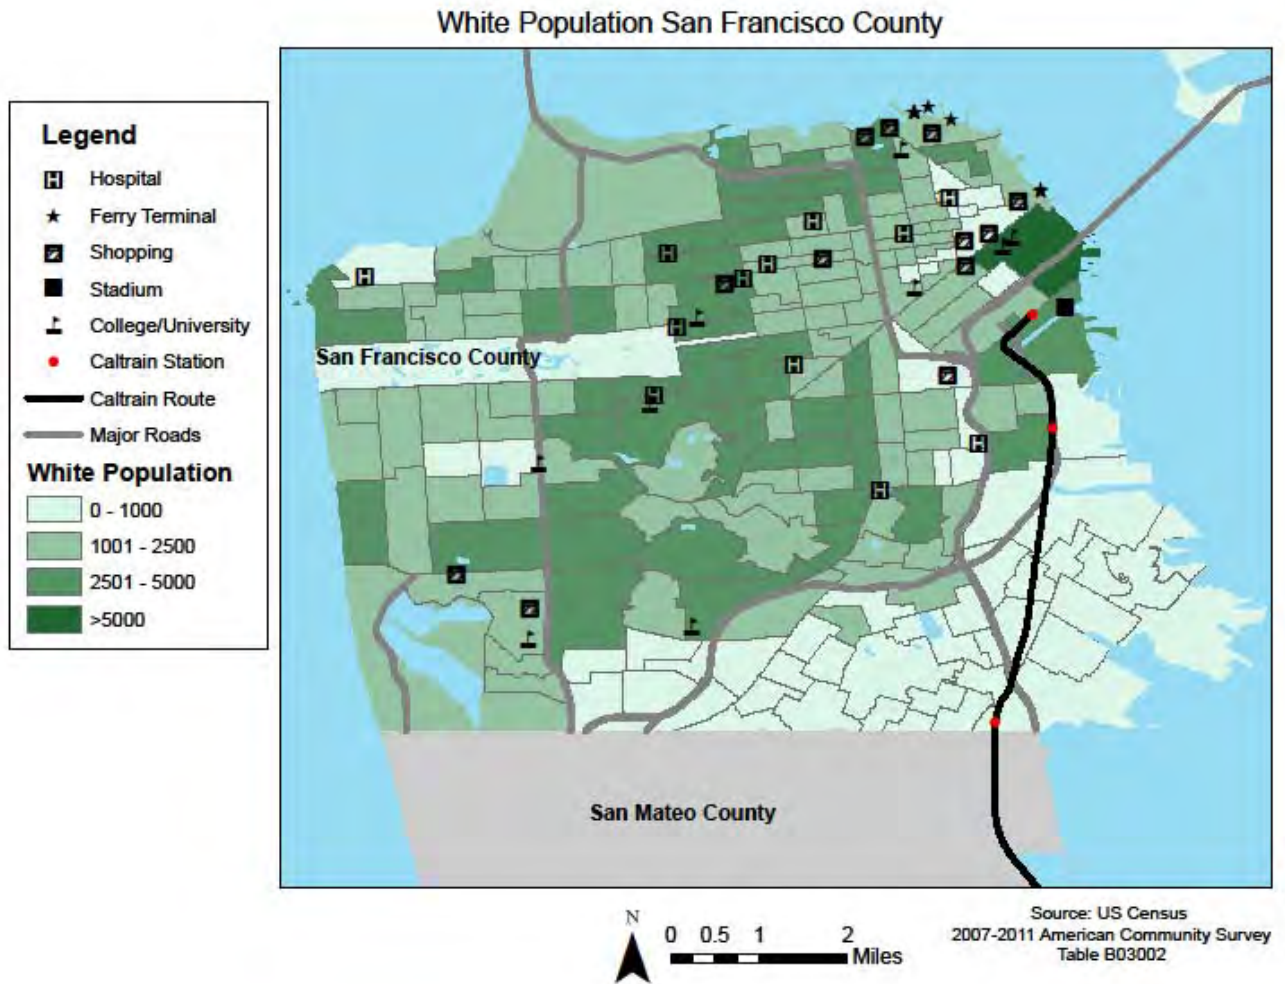 White Population San Francisco County
Legend
Hospital
Ferry Terminal
Shopping
Stadium
College/University
Caltrain Station
Caltrain Route
Major Roads
White Population
0 - 1000
1001 - 2500
2501 - 5000
>5000
San Francisco County
San Mateo County
N
0 0.5 1 2
Miles
Source: US Census
2007-2011 American Community Survey
Table B03002